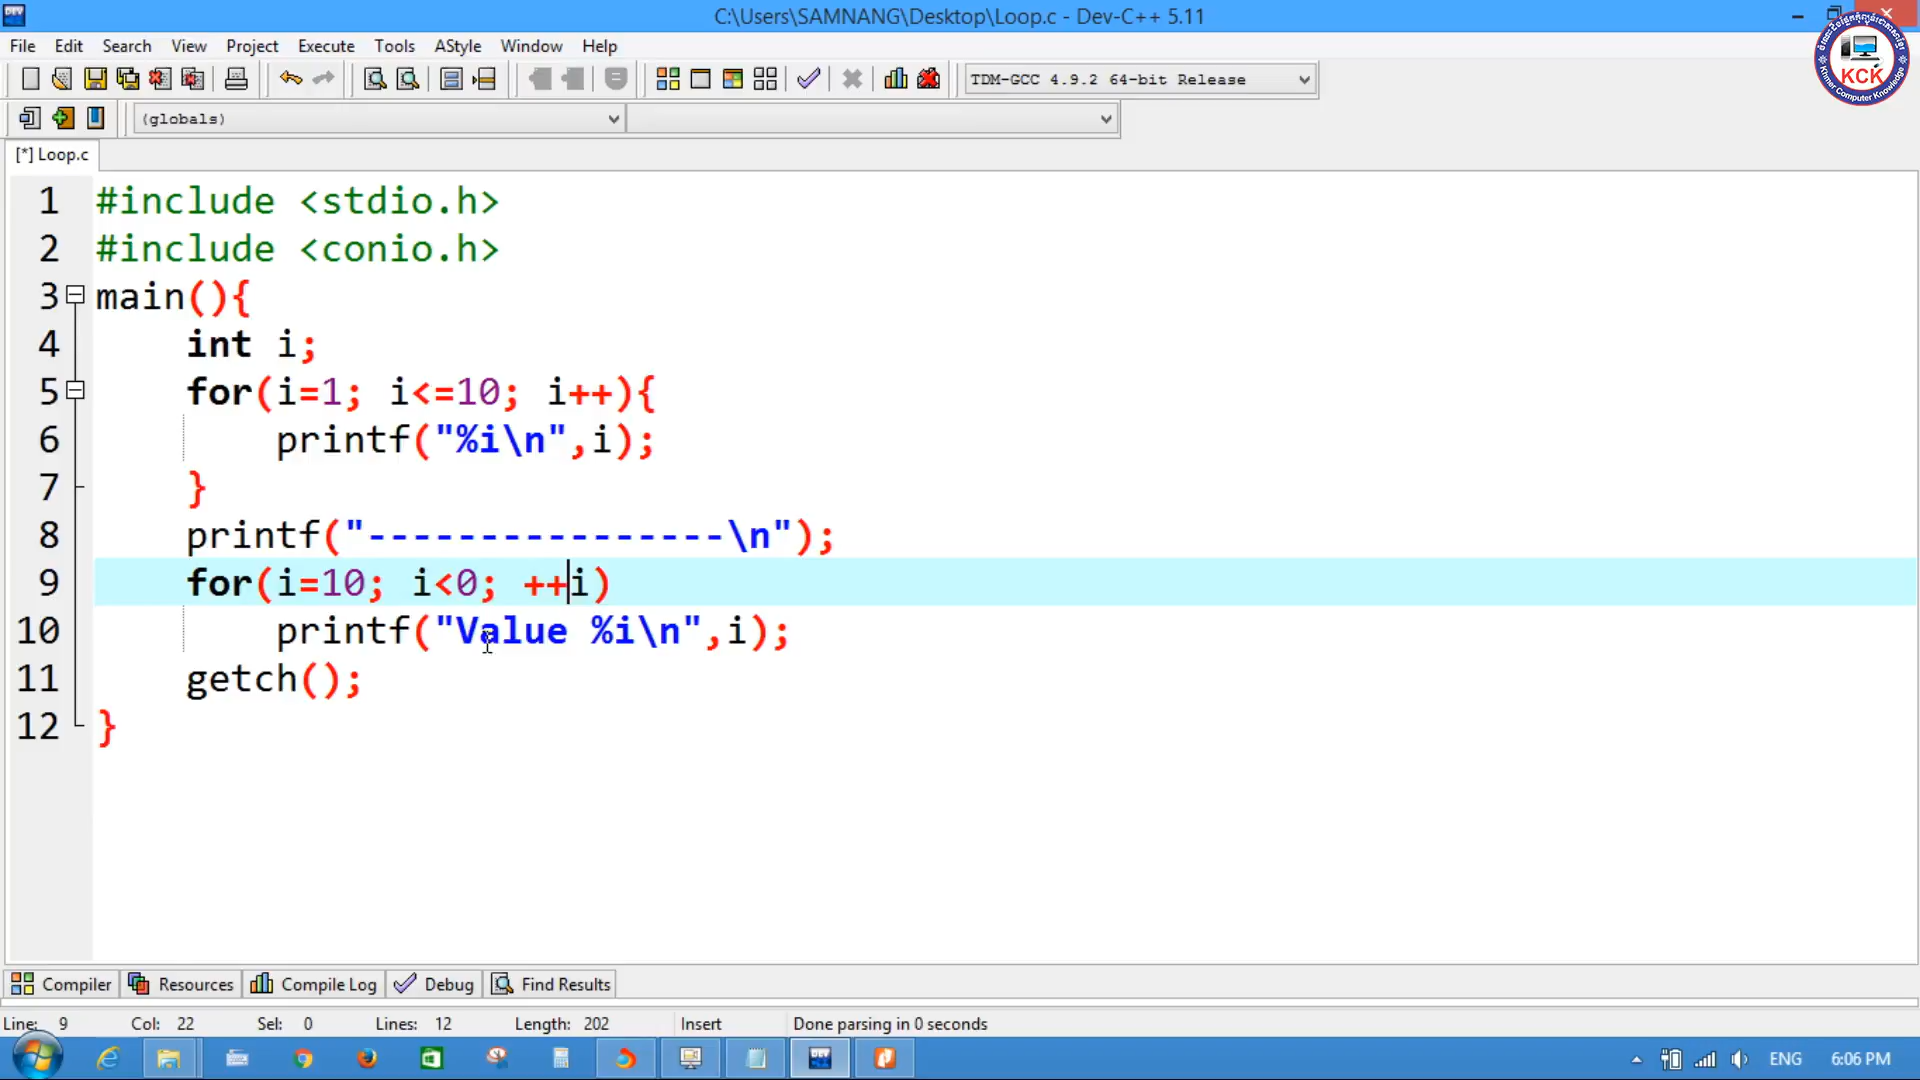 C:\Users\SAMNANG\Desktop\Loop.c - Dev-C++ 5.11
File Edit Search View Project Execute Tools AStyle Window Help
TDM-GCC 4.9.2 64-bit Release
(globals)
[*] Loop.c
1 #include <stdio.h>
2 #include <conio.h>
3 main(){
4 int i;
5 for(i=1; i<=10; i++){
6 printf("%i\n",i);
7 }
8 printf("----------------\n");
9 for(i=10; i<0; ++i)
10 printf("Value %i\n",i);
11 getch();
12 }
Compiler Resources Compile Log Debug Find Results
Line: 9 Col: 22 Sel: 0 Lines: 12 Length: 202 Insert Done parsing in 0 seconds
ENG 6:06 PM
KCK
Khmer Computer Knowledge